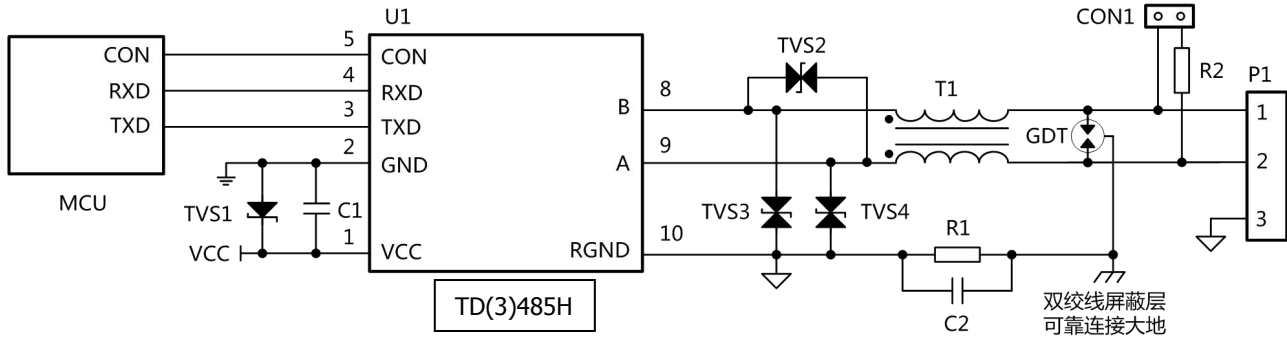 U1
CON1
MCU
CON
RXD
TXD
5
4
3
2
1
CON
RXD
TXD
GND
VCC
B
A
RGND
8
9
10
TVS1
C1
VCC
TD(3)485H
TVS2
TVS3
TVS4
T1
GDT
R2
P1
1
2
3
R1
C2
双绞线屏蔽层
可靠连接大地